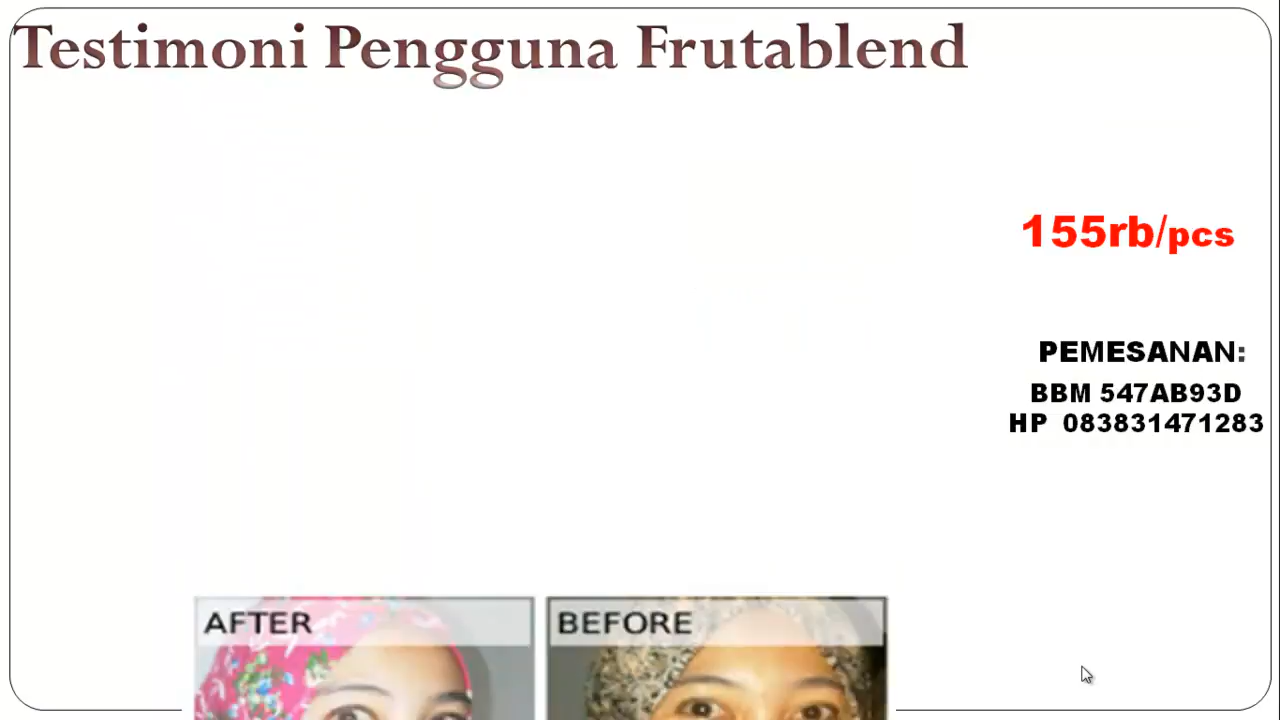 Testimoni Pengguna Frutablend
155rb/pcs
PEMESANAN:
BBM 547AB93D
HP 083831471283
AFTER
BEFORE